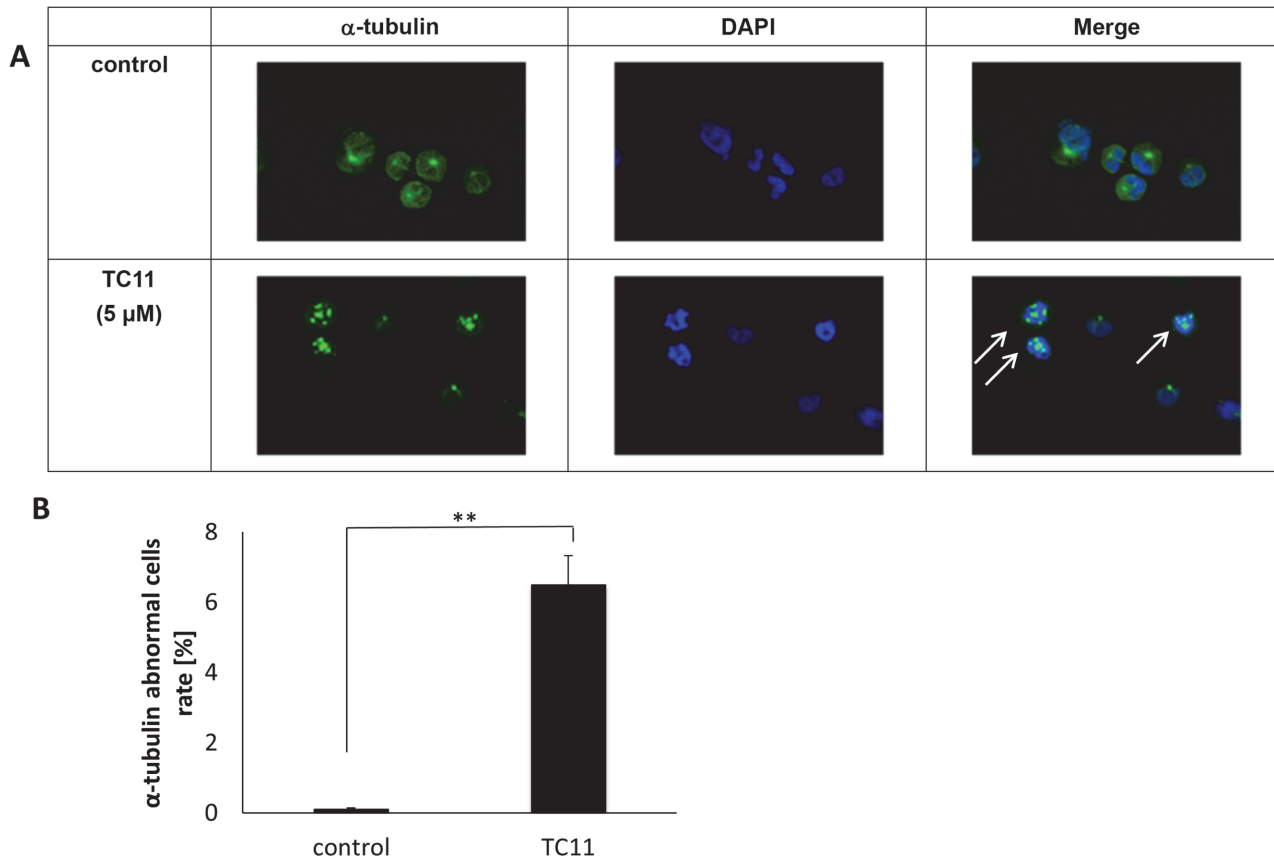 A
α-tubulin
DAPI
Merge
control
TC11
(5 µM)
B
α-tubulin abnormal cells
rate [%]
8
6
4
2
0
**
control
TC11